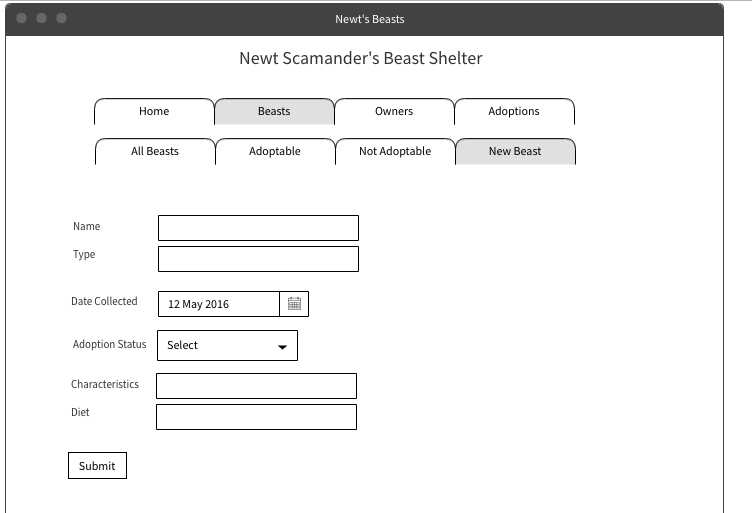 Newt's Beasts
Newt Scamander's Beast Shelter
Home Beasts Owners Adoptions
All Beasts Adoptable Not Adoptable New Beast
Name
Type
Date Collected 12 May 2016
Adoption Status Select
Characteristics
Diet
Submit